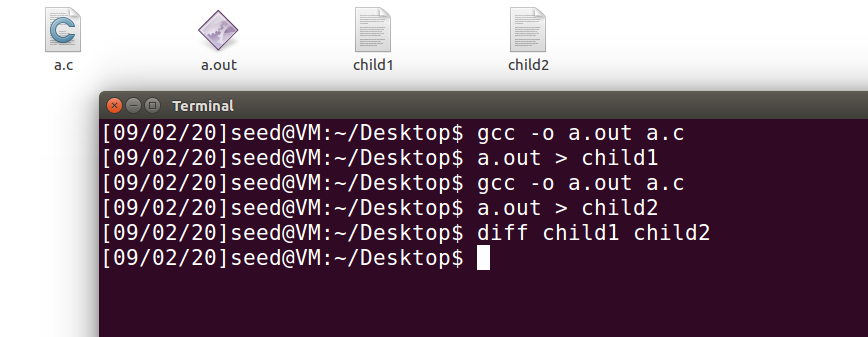 a.c a.out child1 child2
Terminal
[09/02/20]seed@VM:~/Desktop$ gcc -o a.out a.c
[09/02/20]seed@VM:~/Desktop$ a.out > child1
[09/02/20]seed@VM:~/Desktop$ gcc -o a.out a.c
[09/02/20]seed@VM:~/Desktop$ a.out > child2
[09/02/20]seed@VM:~/Desktop$ diff child1 child2
[09/02/20]seed@VM:~/Desktop$